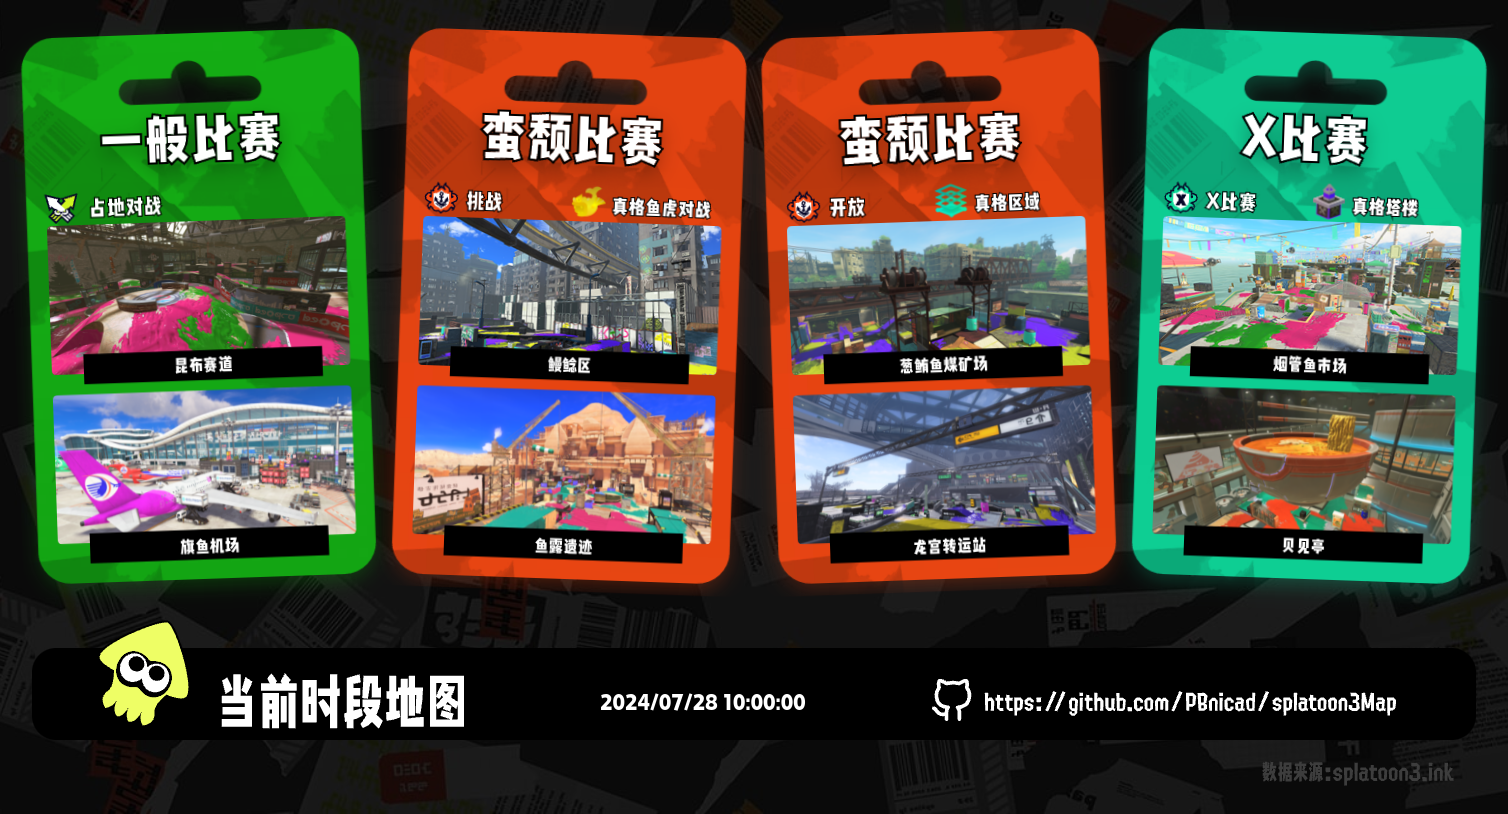 一般比赛
占地对战
昆布赛道
旗鱼机场
蛮颓比赛
挑战
真格鱼虎对战
鳗鲶区
鱼露遗迹
蛮颓比赛
开放
真格区域
葱鲔鱼煤矿场
龙宫转运站
X比赛
X比赛
真格塔楼
烟管鱼市场
贝见亭
当前时段地图
2024/07/28 10:00:00
https://github.com/PBnicad/splatoon3Map
数据来源:splatoon3.ink